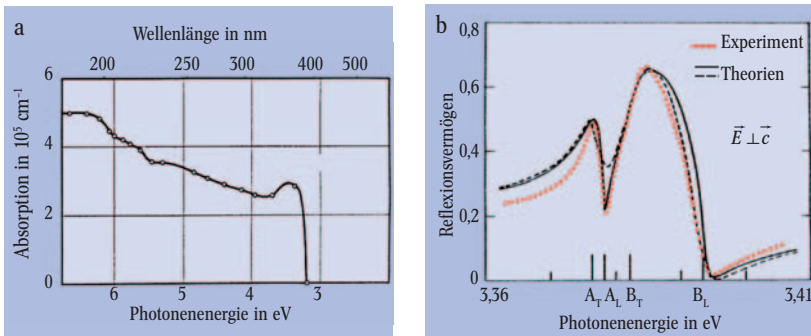 a
Wellenlänge in nm
200 250 300 400 500
Absorption in 10⁵ cm⁻¹
6
4
2
0
6 5 4 3
Photonenenergie in eV
b
Experiment
Theorien
E⃗ ⊥ c⃗
Reflexionsvermögen
0,8
0,6
0,4
0,2
0
3,36 A_T A_L B_T B_L 3,41
Photonenenergie in eV